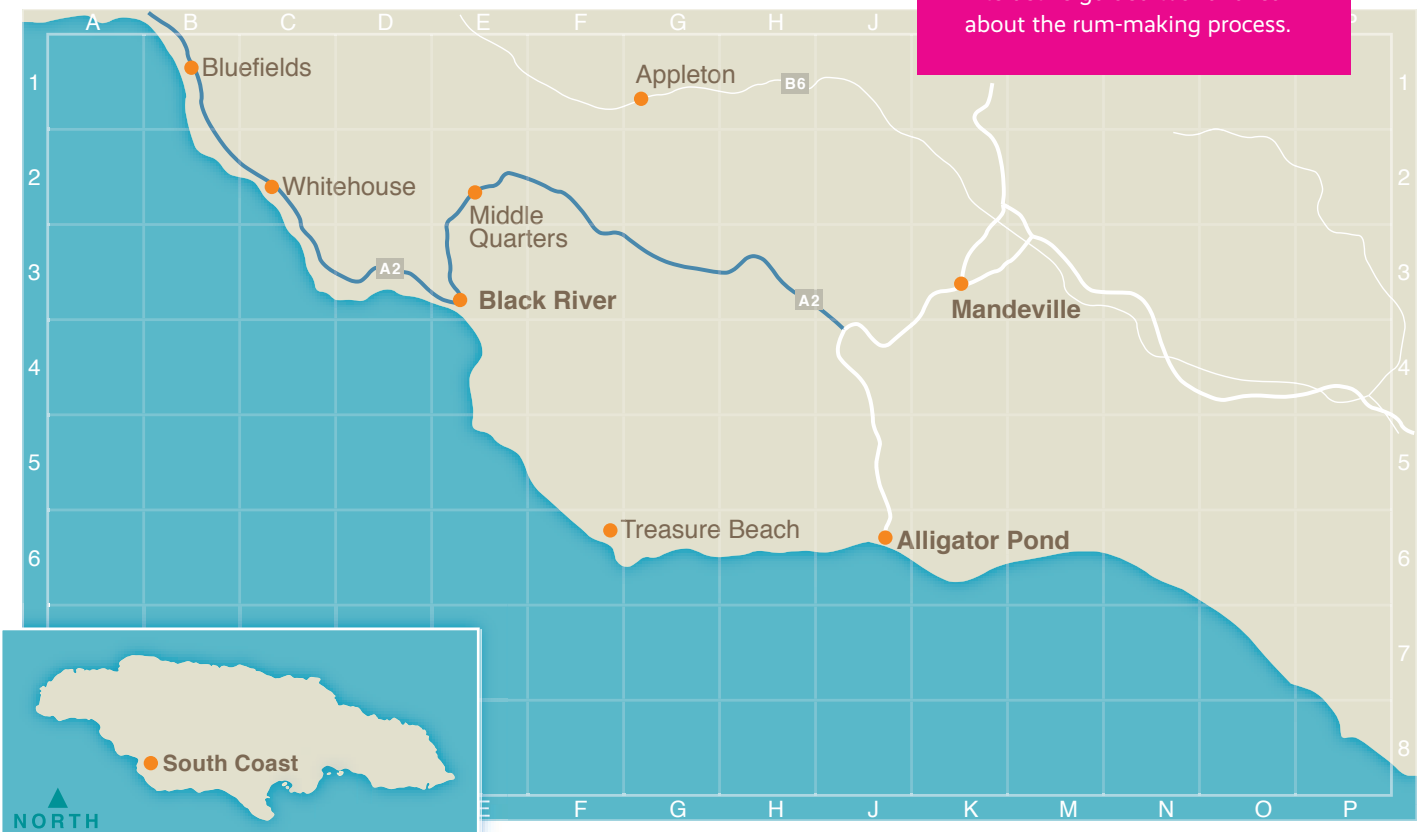 about the rum-making process.
A B C D E F G H J P
1 Bluefields Appleton B6 1
2 Whitehouse 2
Middle
Quarters
3 A2 3
Black River A2 Mandeville
4 4
5 5
Treasure Beach
6 Alligator Pond 6
7
8
South Coast
NORTH
E F G H J K M N O P